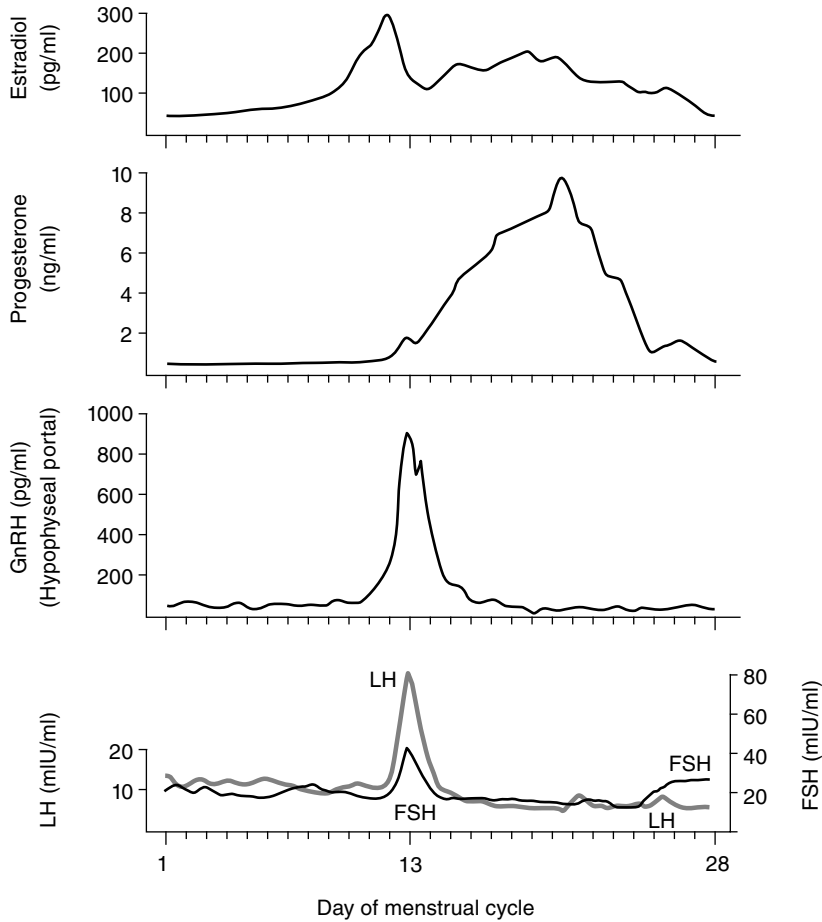 Estradiol
(pg/ml)
300
200
100
Progesterone
(ng/ml)
10
8
6
4
2
GnRH (pg/ml)
(Hypophyseal portal)
1000
800
600
400
200
LH (mIU/ml)
20
10
LH
FSH
FSH
LH
80
60
40
20
FSH (mIU/ml)
1
13
28
Day of menstrual cycle